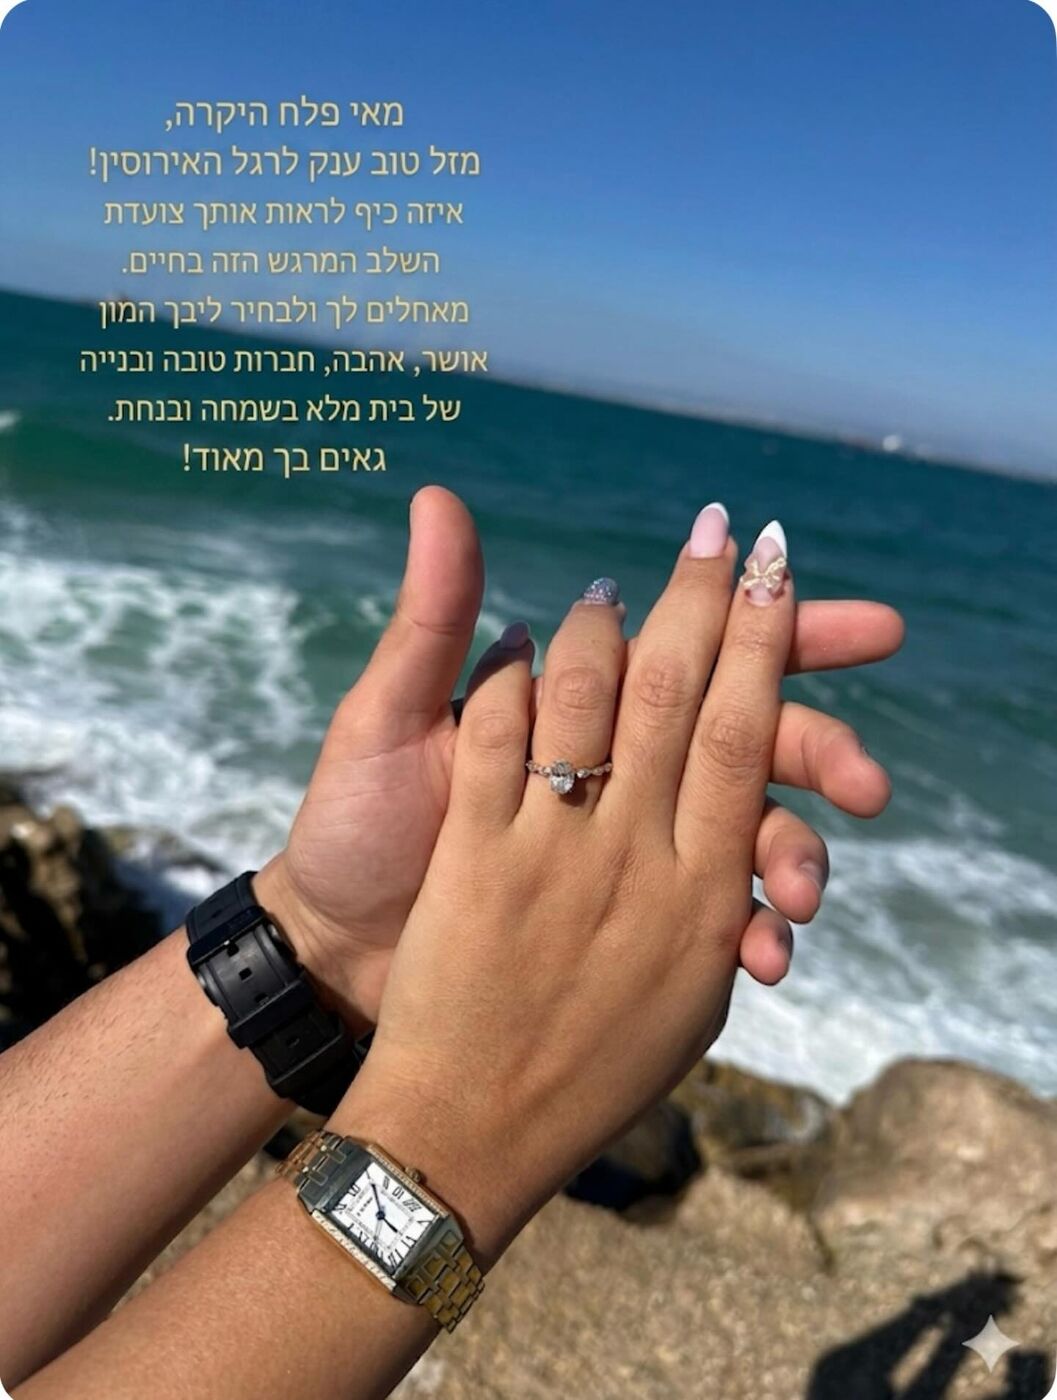 מאי פלח היקרה,
מזל טוב ענק לרגל האירוסין!
איזה כיף לראות אותך צועדת
השלב המרגש הזה בחיים.
מאחלים לך ולבחיר ליבך המון
אושר, אהבה, חברות טובה ובנייה
של בית מלא בשמחה ובנחת.
גאים בך מאוד!